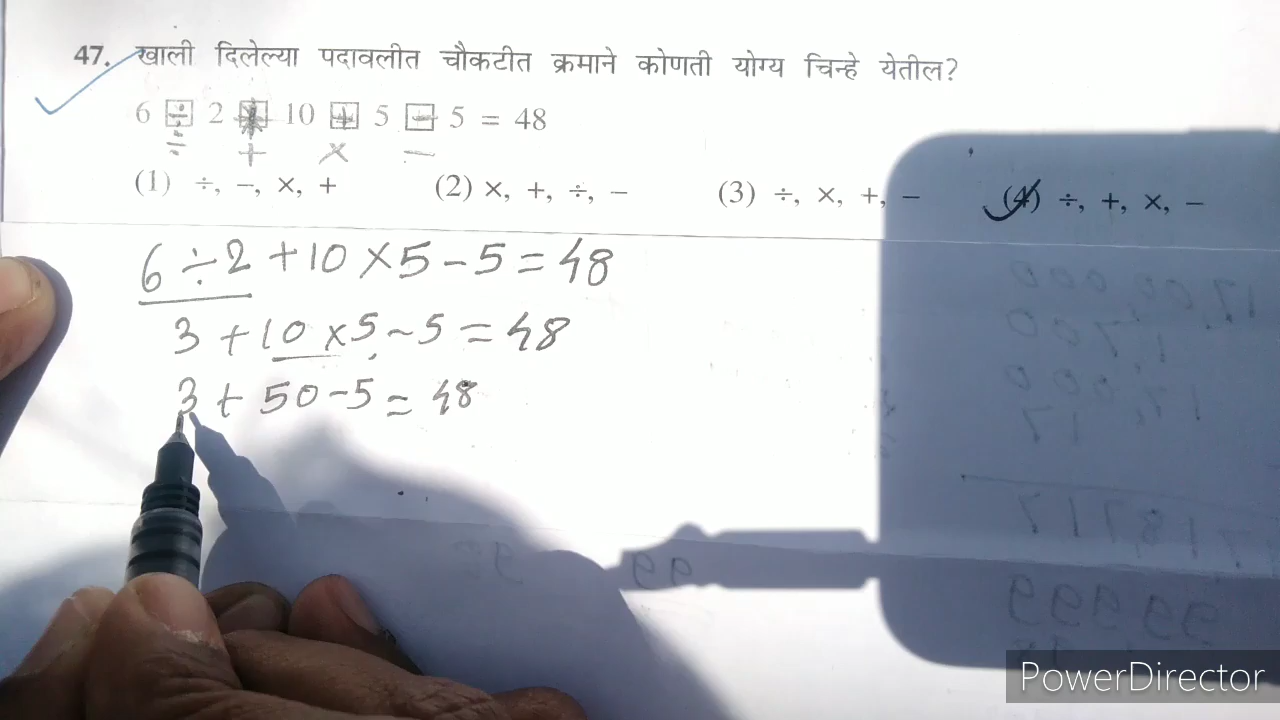 47. खाली दिलेल्या पदावलीत चौकटीत क्रमाने कोणती योग्य चिन्हे येतील?
6 ÷ 2 10 + 5 − 5 = 48
÷ + × −
(1) ÷, −, ×, + (2) ×, +, ÷, − (3) ÷, ×, +, − (4) ÷, +, ×, −
6 ÷ 2 + 10 × 5 − 5 = 48
3 + 10 × 5 − 5 = 48
3 + 50 − 5 = 48
PowerDirector